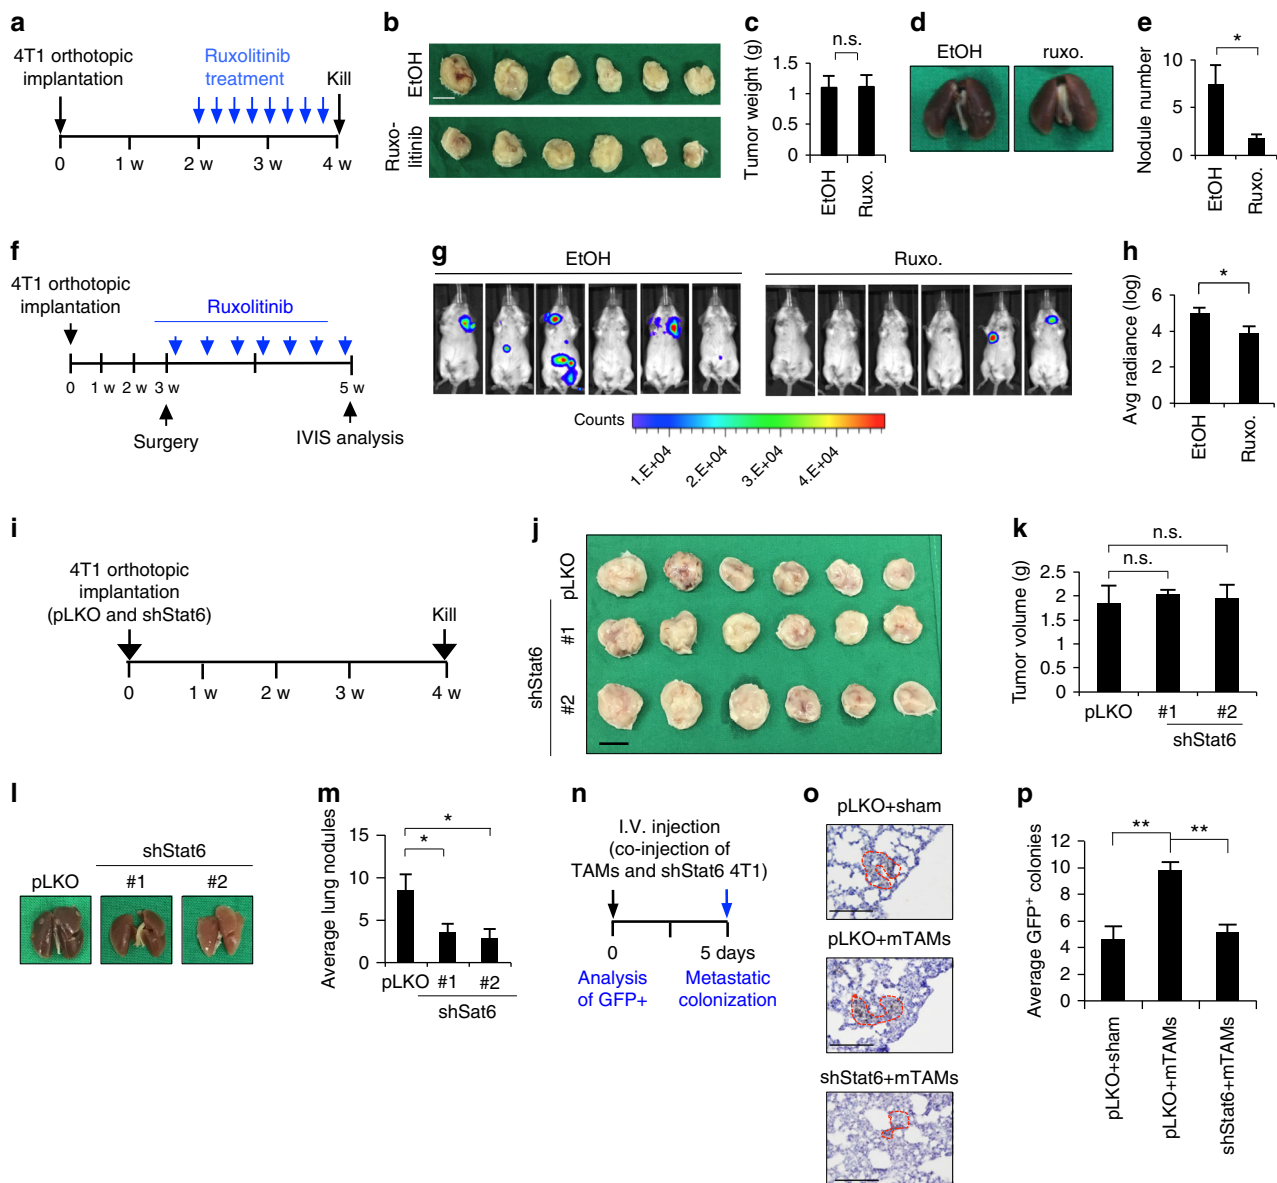 a
4T1 orthotopic
implantation
Ruxolitinib
treatment
Kill
0
1 w
2 w
3 w
4 w
b
EtOH
Ruxo-
litinib
c
Tumor weight (g)
n.s.
1.5
1
0.5
0
EtOH
Ruxo.
d
EtOH
ruxo.
e
Nodule number
*
10
5
0
EtOH
Ruxo.
f
4T1 orthotopic
implantation
Ruxolitinib
0
1 w
2 w
3 w
5 w
Surgery
IVIS analysis
g
EtOH
Ruxo.
Counts
1.E+04
2.E+04
3.E+04
4.E+04
h
Avg radiance (log)
*
6
4
2
0
EtOH
Ruxo.
i
4T1 orthotopic
implantation
(pLKO and shStat6)
Kill
0
1 w
2 w
3 w
4 w
j
pLKO
#1
#2
shStat6
k
Tumor volume (g)
n.s.
n.s.
2.5
2
1.5
1
0.5
0
pLKO
#1
#2
shStat6
l
shStat6
pLKO
#1
#2
m
Average lung nodules
*
*
15
10
5
0
pLKO
#1
#2
shSat6
n
I.V. injection
(co-injection of
TAMs and shStat6 4T1)
0
5 days
Analysis
of GFP+
Metastatic
colonization
o
pLKO+sham
pLKO+mTAMs
shStat6+mTAMs
p
Average GFP+ colonies
**
**
12
10
8
6
4
2
0
pLKO+sham
pLKO+mTAMs
shStat6+mTAMs